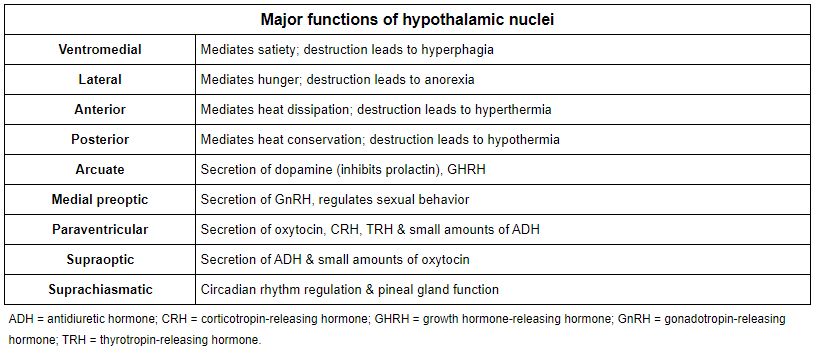 Major functions of hypothalamic nuclei
Ventromedial Mediates satiety; destruction leads to hyperphagia
Lateral Mediates hunger; destruction leads to anorexia
Anterior Mediates heat dissipation; destruction leads to hyperthermia
Posterior Mediates heat conservation; destruction leads to hypothermia
Arcuate Secretion of dopamine (inhibits prolactin), GHRH
Medial preoptic Secretion of GnRH, regulates sexual behavior
Paraventricular Secretion of oxytocin, CRH, TRH & small amounts of ADH
Supraoptic Secretion of ADH & small amounts of oxytocin
Suprachiasmatic Circadian rhythm regulation & pineal gland function
ADH = antidiuretic hormone; CRH = corticotropin-releasing hormone; GHRH = growth hormone-releasing hormone; GnRH = gonadotropin-releasing
hormone; TRH = thyrotropin-releasing hormone.